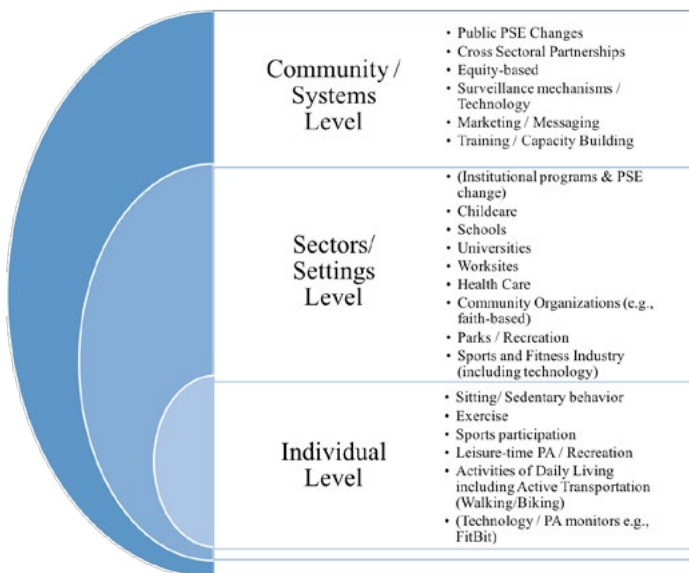 Community /
Systems
Level
• Public PSE Changes
• Cross Sectoral Partnerships
• Equity-based
• Surveillance mechanisms /
Technology
• Marketing / Messaging
• Training / Capacity Building
Sectors/
Settings
Level
• (Institutional programs & PSE
change)
• Childcare
• Schools
• Universities
• Worksites
• Health Care
• Community Organizations (e.g.,
faith-based)
• Parks / Recreation
• Sports and Fitness Industry
(including technology)
Individual
Level
• Sitting/ Sedentary behavior
• Exercise
• Sports participation
• Leisure-time PA / Recreation
• Activities of Daily Living
including Active Transportation
(Walking/Biking)
• (Technology / PA monitors e.g.,
FitBit)